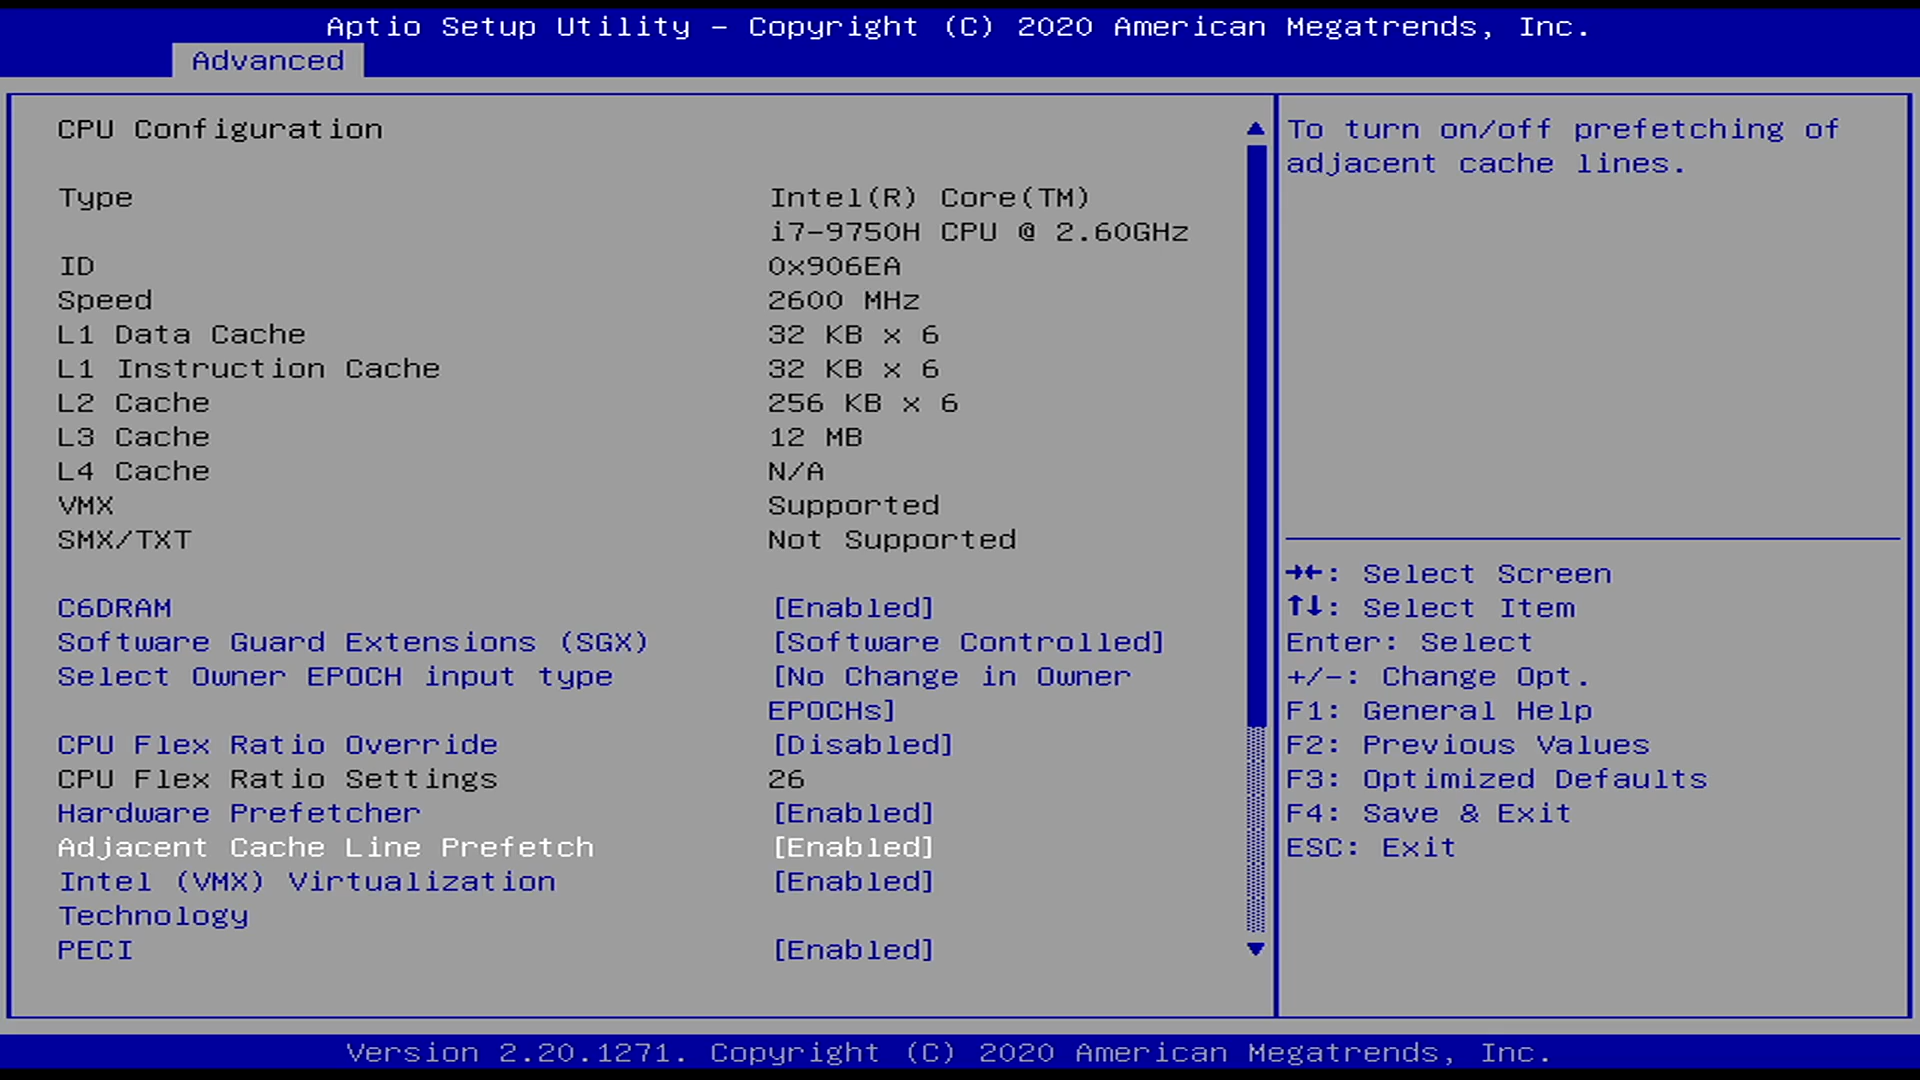 Aptio Setup Utility - Copyright (C) 2020 American Megatrends, Inc.
Advanced
CPU Configuration
Type Intel(R) Core(TM)
i7-9750H CPU @ 2.60GHz
ID 0x906EA
Speed 2600 MHz
L1 Data Cache 32 KB x 6
L1 Instruction Cache 32 KB x 6
L2 Cache 256 KB x 6
L3 Cache 12 MB
L4 Cache N/A
VMX Supported
SMX/TXT Not Supported
C6DRAM [Enabled]
Software Guard Extensions (SGX) [Software Controlled]
Select Owner EPOCH input type [No Change in Owner
EPOCHs]
CPU Flex Ratio Override [Disabled]
CPU Flex Ratio Settings 26
Hardware Prefetcher [Enabled]
Adjacent Cache Line Prefetch [Enabled]
Intel (VMX) Virtualization [Enabled]
Technology
PECI [Enabled]
To turn on/off prefetching of
adjacent cache lines.
→←: Select Screen
↑↓: Select Item
Enter: Select
+/-: Change Opt.
F1: General Help
F2: Previous Values
F3: Optimized Defaults
F4: Save & Exit
ESC: Exit
Version 2.20.1271. Copyright (C) 2020 American Megatrends, Inc.